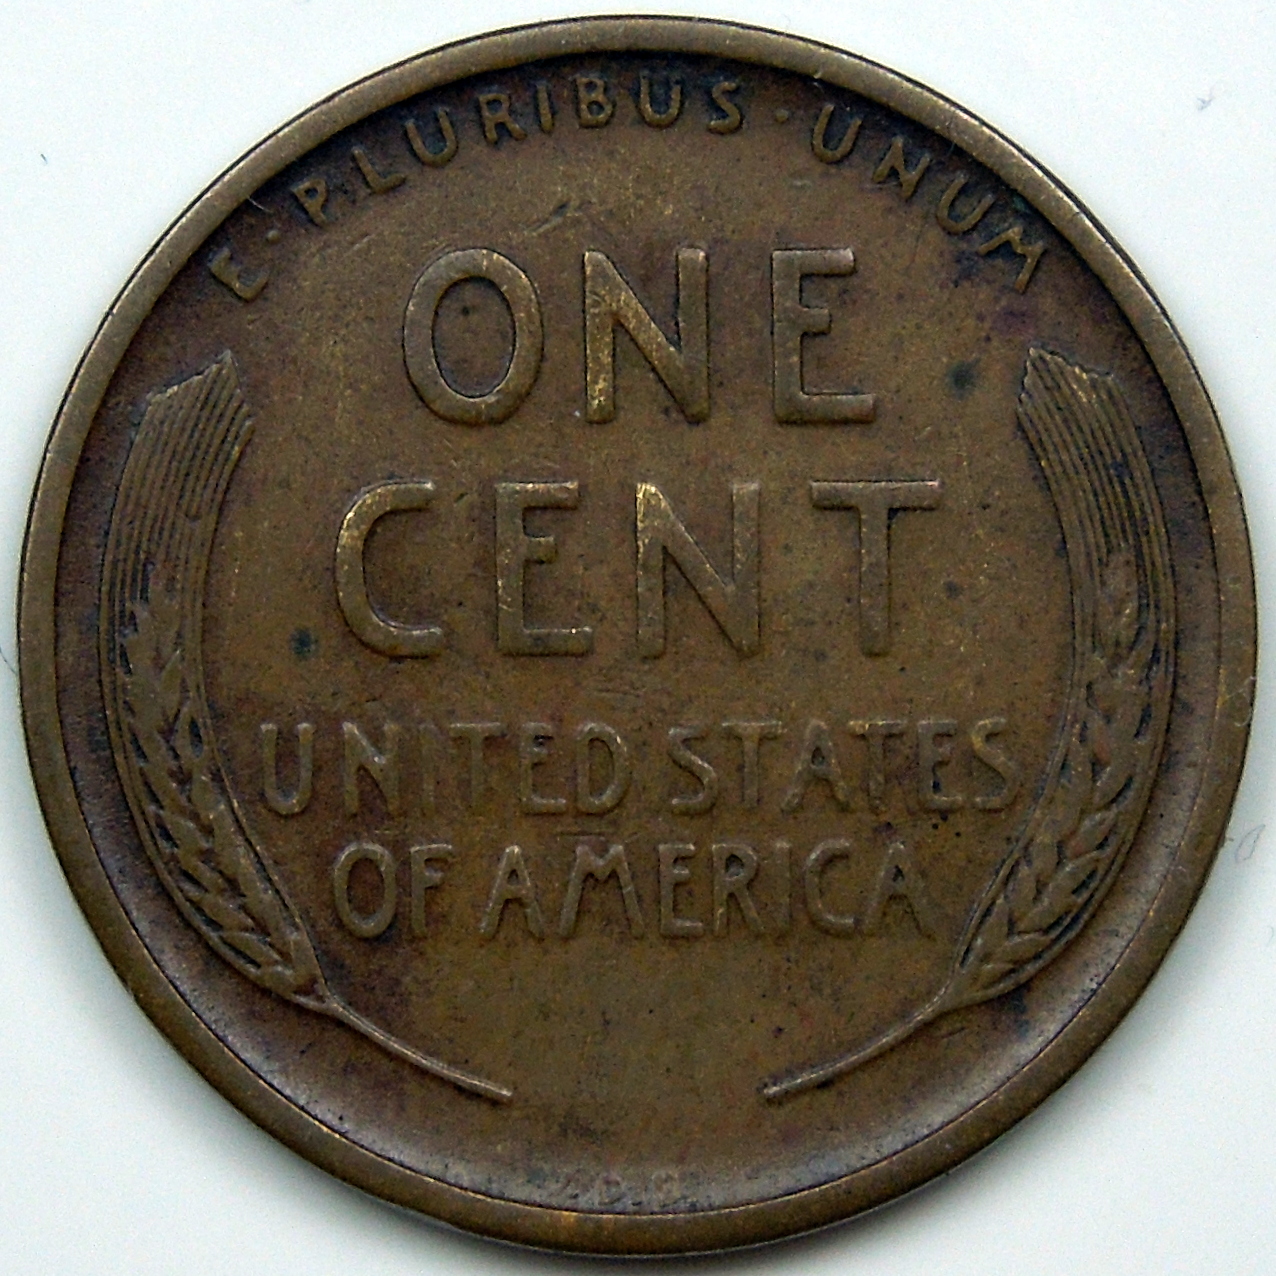 E · PLURIBUS · UNUM
ONE
CENT
UNITED STATES
OF AMERICA